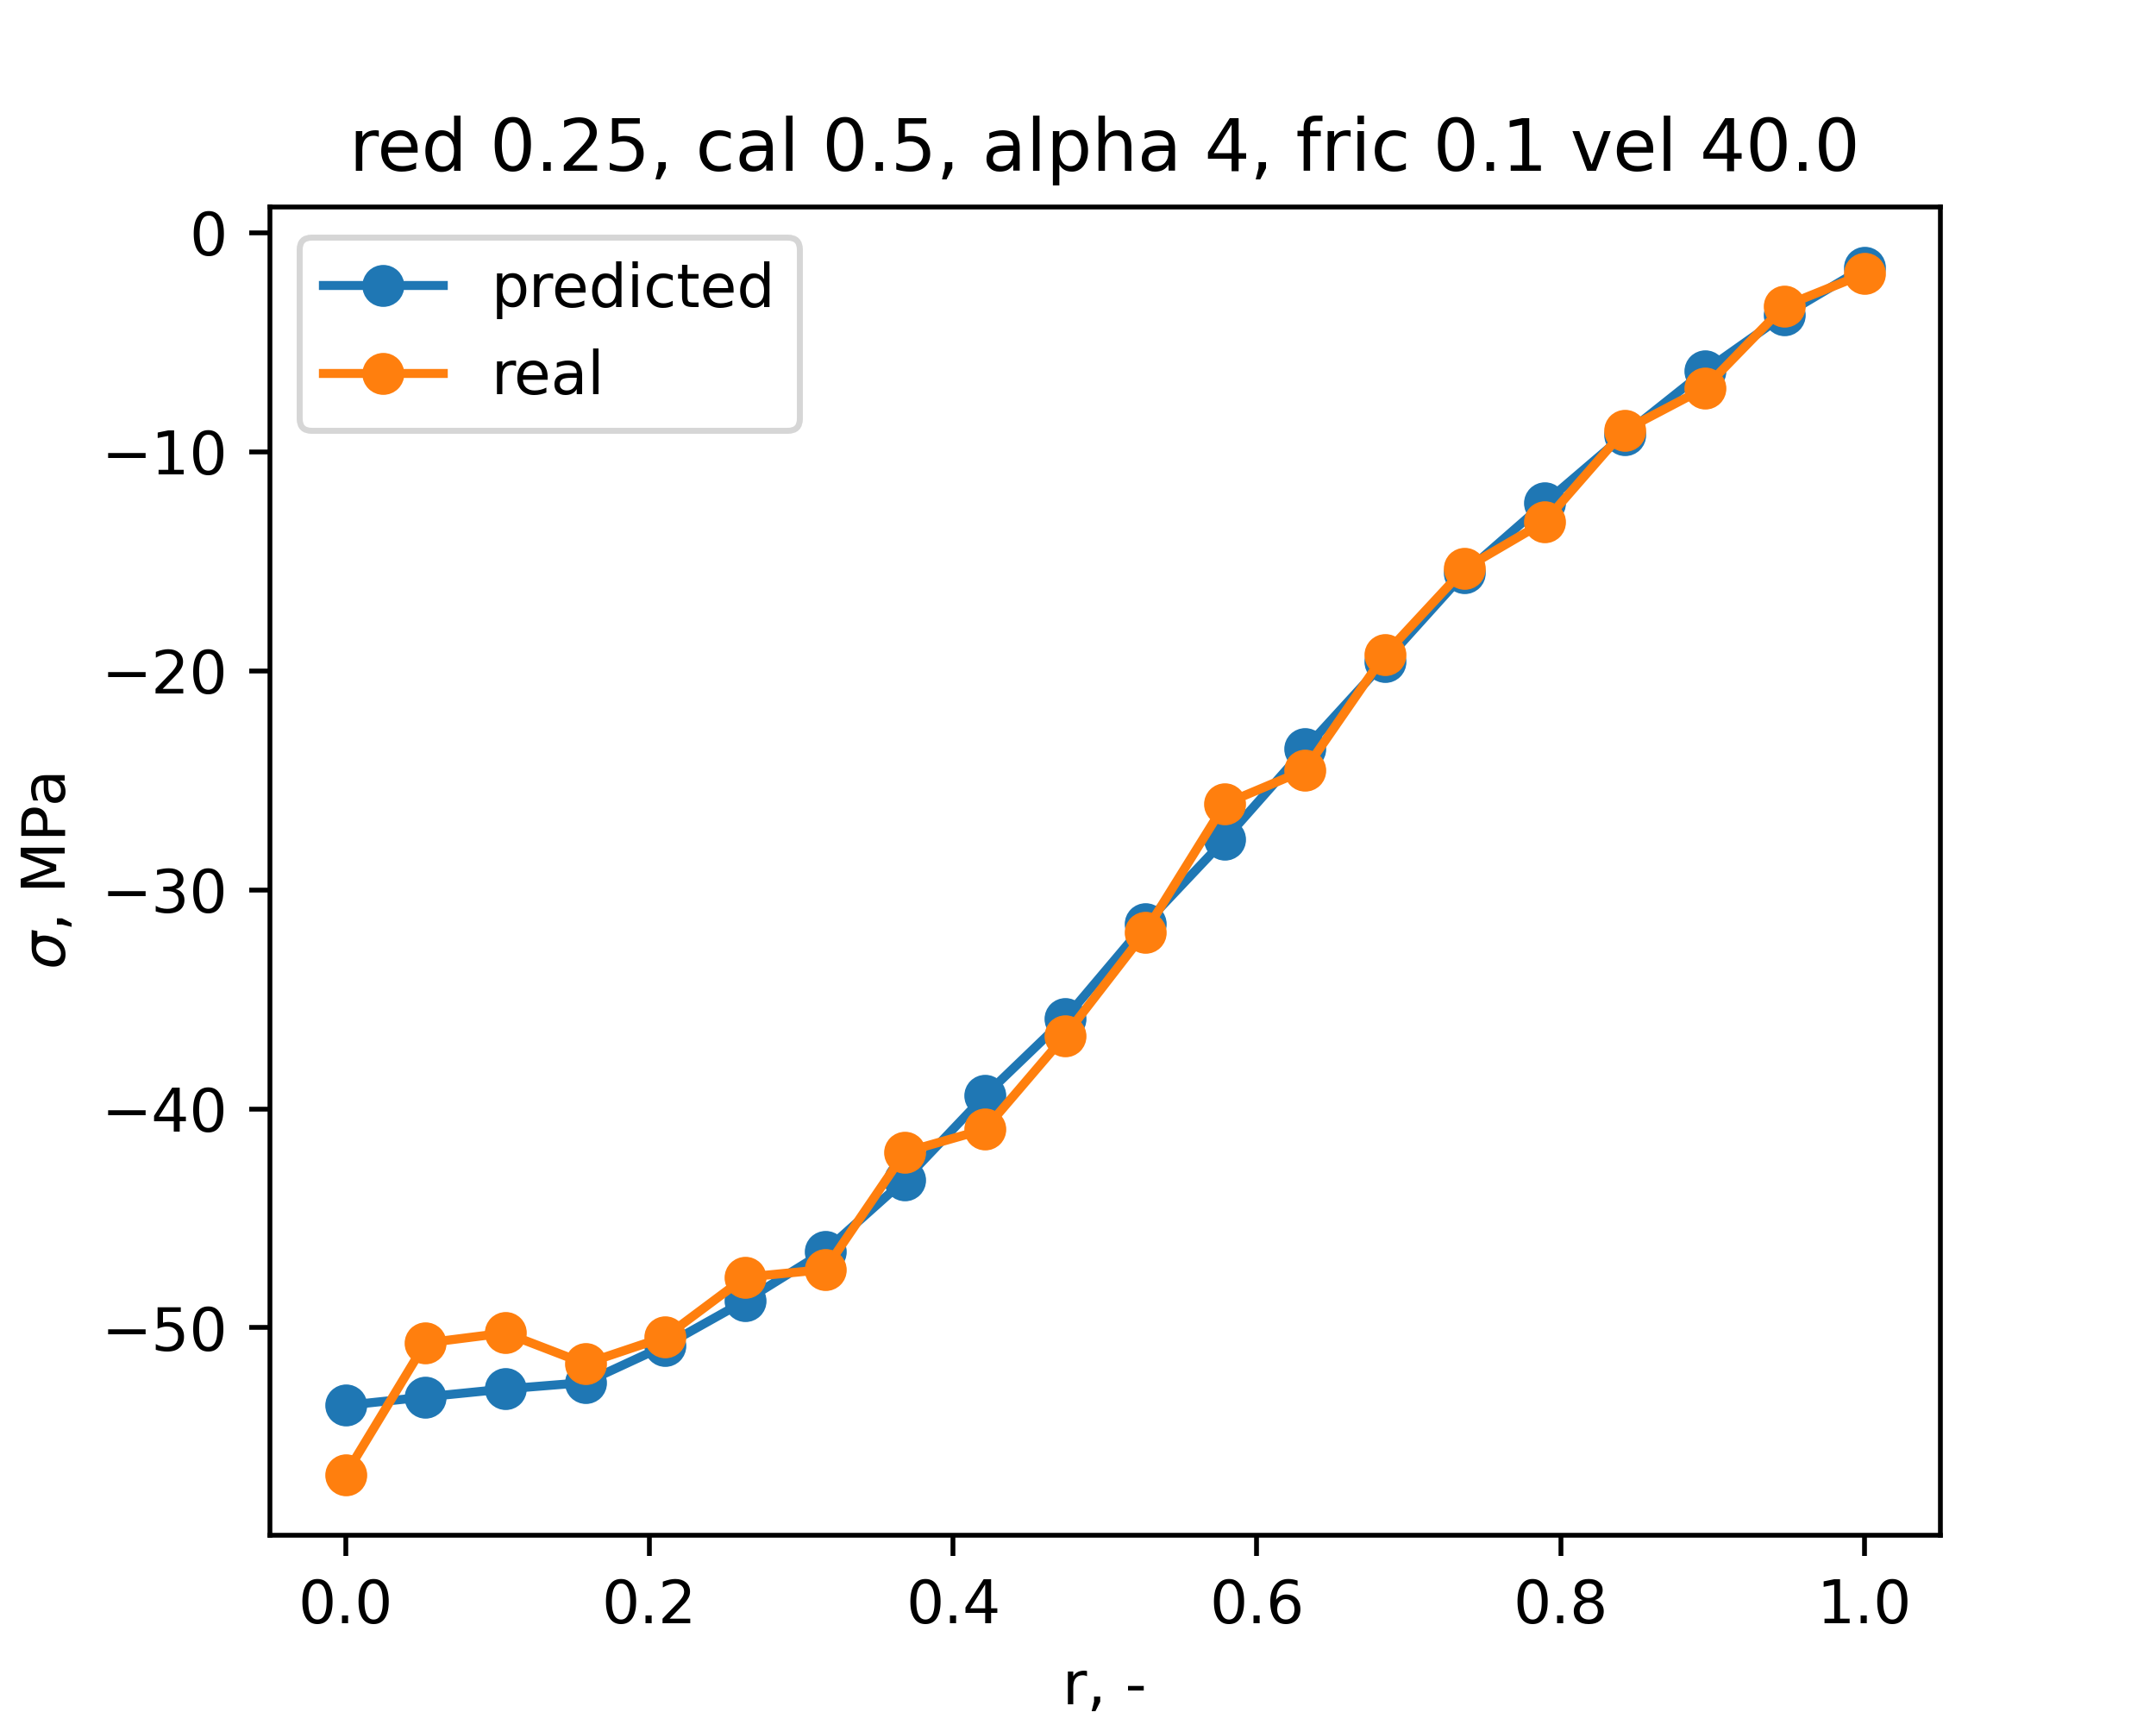 red 0.25, cal 0.5, alpha 4, fric 0.1 vel 40.0
predicted
real
0
−10
−20
−30
−40
−50
σ, MPa
0.0 0.2 0.4 0.6 0.8 1.0
r, -